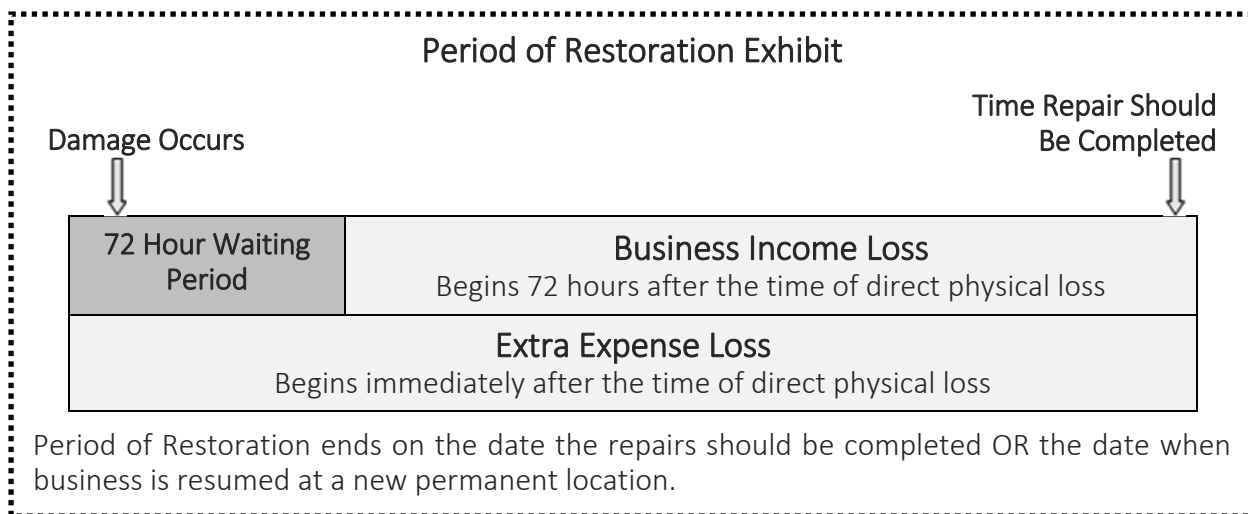 Period of Restoration Exhibit
Damage Occurs
Time Repair Should
Be Completed
72 Hour Waiting
Period
Business Income Loss
Begins 72 hours after the time of direct physical loss
Extra Expense Loss
Begins immediately after the time of direct physical loss
Period of Restoration ends on the date the repairs should be completed OR the date when
business is resumed at a new permanent location.